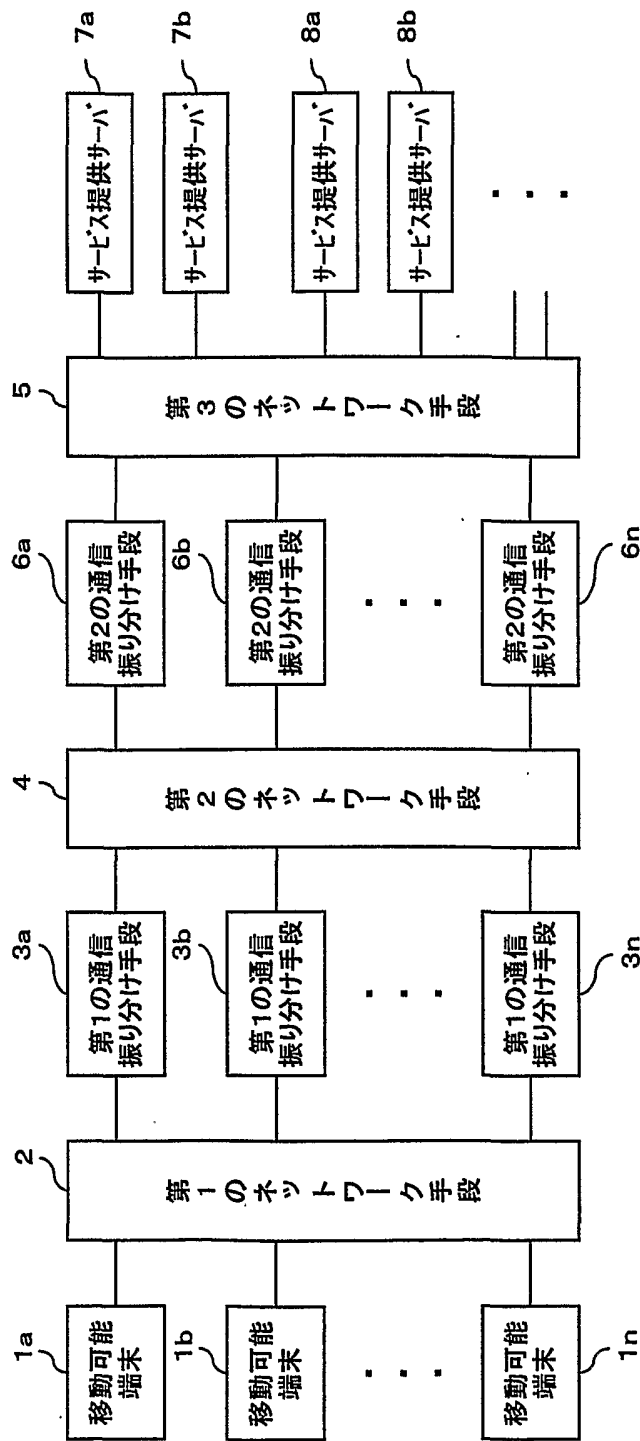 1a
移動可能
端末
1b
移動可能
端末
1n
移動可能
端末
2
第1のネットワーク手段
3a
第1の通信
振り分け手段
3b
第1の通信
振り分け手段
3n
第1の通信
振り分け手段
4
第2のネットワーク手段
6a
第2の通信
振り分け手段
6b
第2の通信
振り分け手段
6n
第2の通信
振り分け手段
5
第3のネットワーク手段
サービス提供サーバ
7a
サービス提供サーバ
7b
サービス提供サーバ
8a
サービス提供サーバ
8b